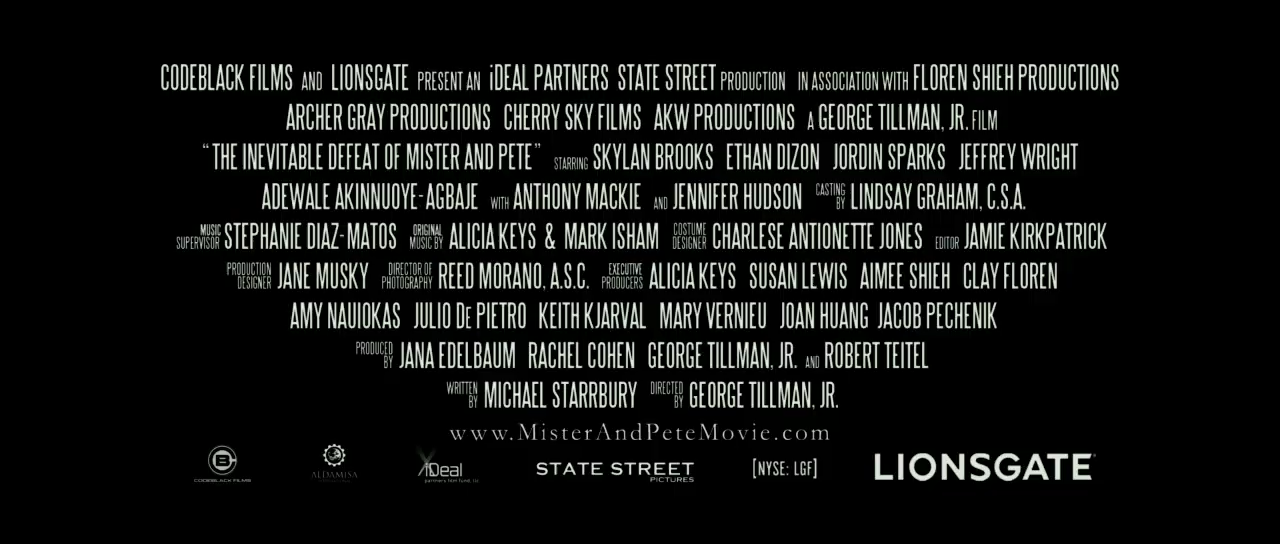 CODEBLACK FILMS AND LIONSGATE PRESENT AN iDEAL PARTNERS STATE STREET PRODUCTION IN ASSOCIATION WITH FLOREN SHIEH PRODUCTIONS
ARCHER GRAY PRODUCTIONS CHERRY SKY FILMS AKW PRODUCTIONS A GEORGE TILLMAN, JR. FILM
“THE INEVITABLE DEFEAT OF MISTER AND PETE” STARRING SKYLAN BROOKS ETHAN DIZON JORDIN SPARKS JEFFREY WRIGHT
ADEWALE AKINNUOYE-AGBAJE WITH ANTHONY MACKIE AND JENNIFER HUDSON CASTING BY LINDSAY GRAHAM, C.S.A.
MUSIC SUPERVISOR STEPHANIE DIAZ-MATOS ORIGINAL MUSIC BY ALICIA KEYS & MARK ISHAM COSTUME DESIGNER CHARLESE ANTIONETTE JONES EDITOR JAMIE KIRKPATRICK
PRODUCTION DESIGNER JANE MUSKY DIRECTOR OF PHOTOGRAPHY REED MORANO, A.S.C. EXECUTIVE PRODUCERS ALICIA KEYS SUSAN LEWIS AIMEE SHIEH CLAY FLOREN
AMY NAUIOKAS JULIO DE PIETRO KEITH KJARVAL MARY VERNIEU JOAN HUANG JACOB PECHENIK
PRODUCED BY JANA EDELBAUM RACHEL COHEN GEORGE TILLMAN, JR. AND ROBERT TEITEL
WRITTEN BY MICHAEL STARRBURY DIRECTED BY GEORGE TILLMAN, JR.
www.MisterAndPeteMovie.com
CODEBLACK FILMS ALDAMISA iDeal partners film fund, llc STATE STREET PICTURES [NYSE: LGF] LIONSGATE